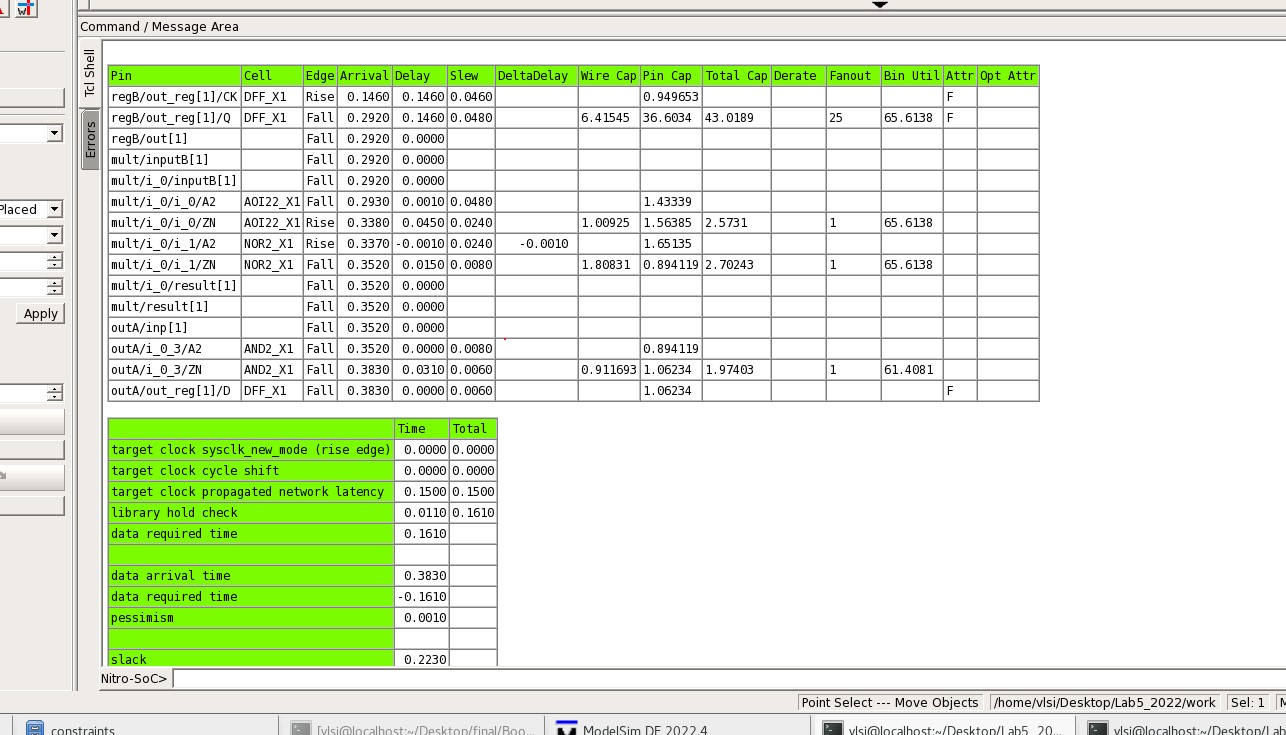 Command / Message Area
Tcl Shell
Errors
Pin Cell Edge Arrival Delay Slew DeltaDelay Wire Cap Pin Cap Total Cap Derate Fanout Bin Util Attr Opt Attr
regB/out_reg[1]/CK DFF_X1 Rise 0.1460 0.1460 0.0460 0.949653 F
regB/out_reg[1]/Q DFF_X1 Fall 0.2920 0.1460 0.0480 6.41545 36.6034 43.0189 25 65.6138 F
regB/out[1] Fall 0.2920 0.0000
mult/inputB[1] Fall 0.2920 0.0000
mult/i_0/inputB[1] Fall 0.2920 0.0000
mult/i_0/i_0/A2 AOI22_X1 Fall 0.2930 0.0010 0.0480 1.43339
mult/i_0/i_0/ZN AOI22_X1 Rise 0.3380 0.0450 0.0240 1.00925 1.56385 2.5731 1 65.6138
mult/i_0/i_1/A2 NOR2_X1 Rise 0.3370 -0.0010 0.0240 -0.0010 1.65135
mult/i_0/i_1/ZN NOR2_X1 Fall 0.3520 0.0150 0.0080 1.80831 0.894119 2.70243 1 65.6138
mult/i_0/result[1] Fall 0.3520 0.0000
mult/result[1] Fall 0.3520 0.0000
outA/inp[1] Fall 0.3520 0.0000
outA/i_0_3/A2 AND2_X1 Fall 0.3520 0.0000 0.0080 0.894119
outA/i_0_3/ZN AND2_X1 Fall 0.3830 0.0310 0.0060 0.911693 1.06234 1.97403 1 61.4081
outA/out_reg[1]/D DFF_X1 Fall 0.3830 0.0000 0.0060 1.06234 F
Placed
Apply
Time Total
target clock sysclk_new_mode (rise edge) 0.0000 0.0000
target clock cycle shift 0.0000 0.0000
target clock propagated network latency 0.1500 0.1500
library hold check 0.0110 0.1610
data required time 0.1610
data arrival time 0.3830
data required time -0.1610
pessimism 0.0010
slack 0.2230
Nitro-SoC>
Point Select --- Move Objects /home/vlsi/Desktop/Lab5_2022/work Sel: 1
constraints [vlsi@localhost:~/Desktop/final/Boo... ModelSim DE 2022.4 vlsi@localhost:~/Desktop/Lab5_20... vlsi@localhost:~/Desktop/Lab